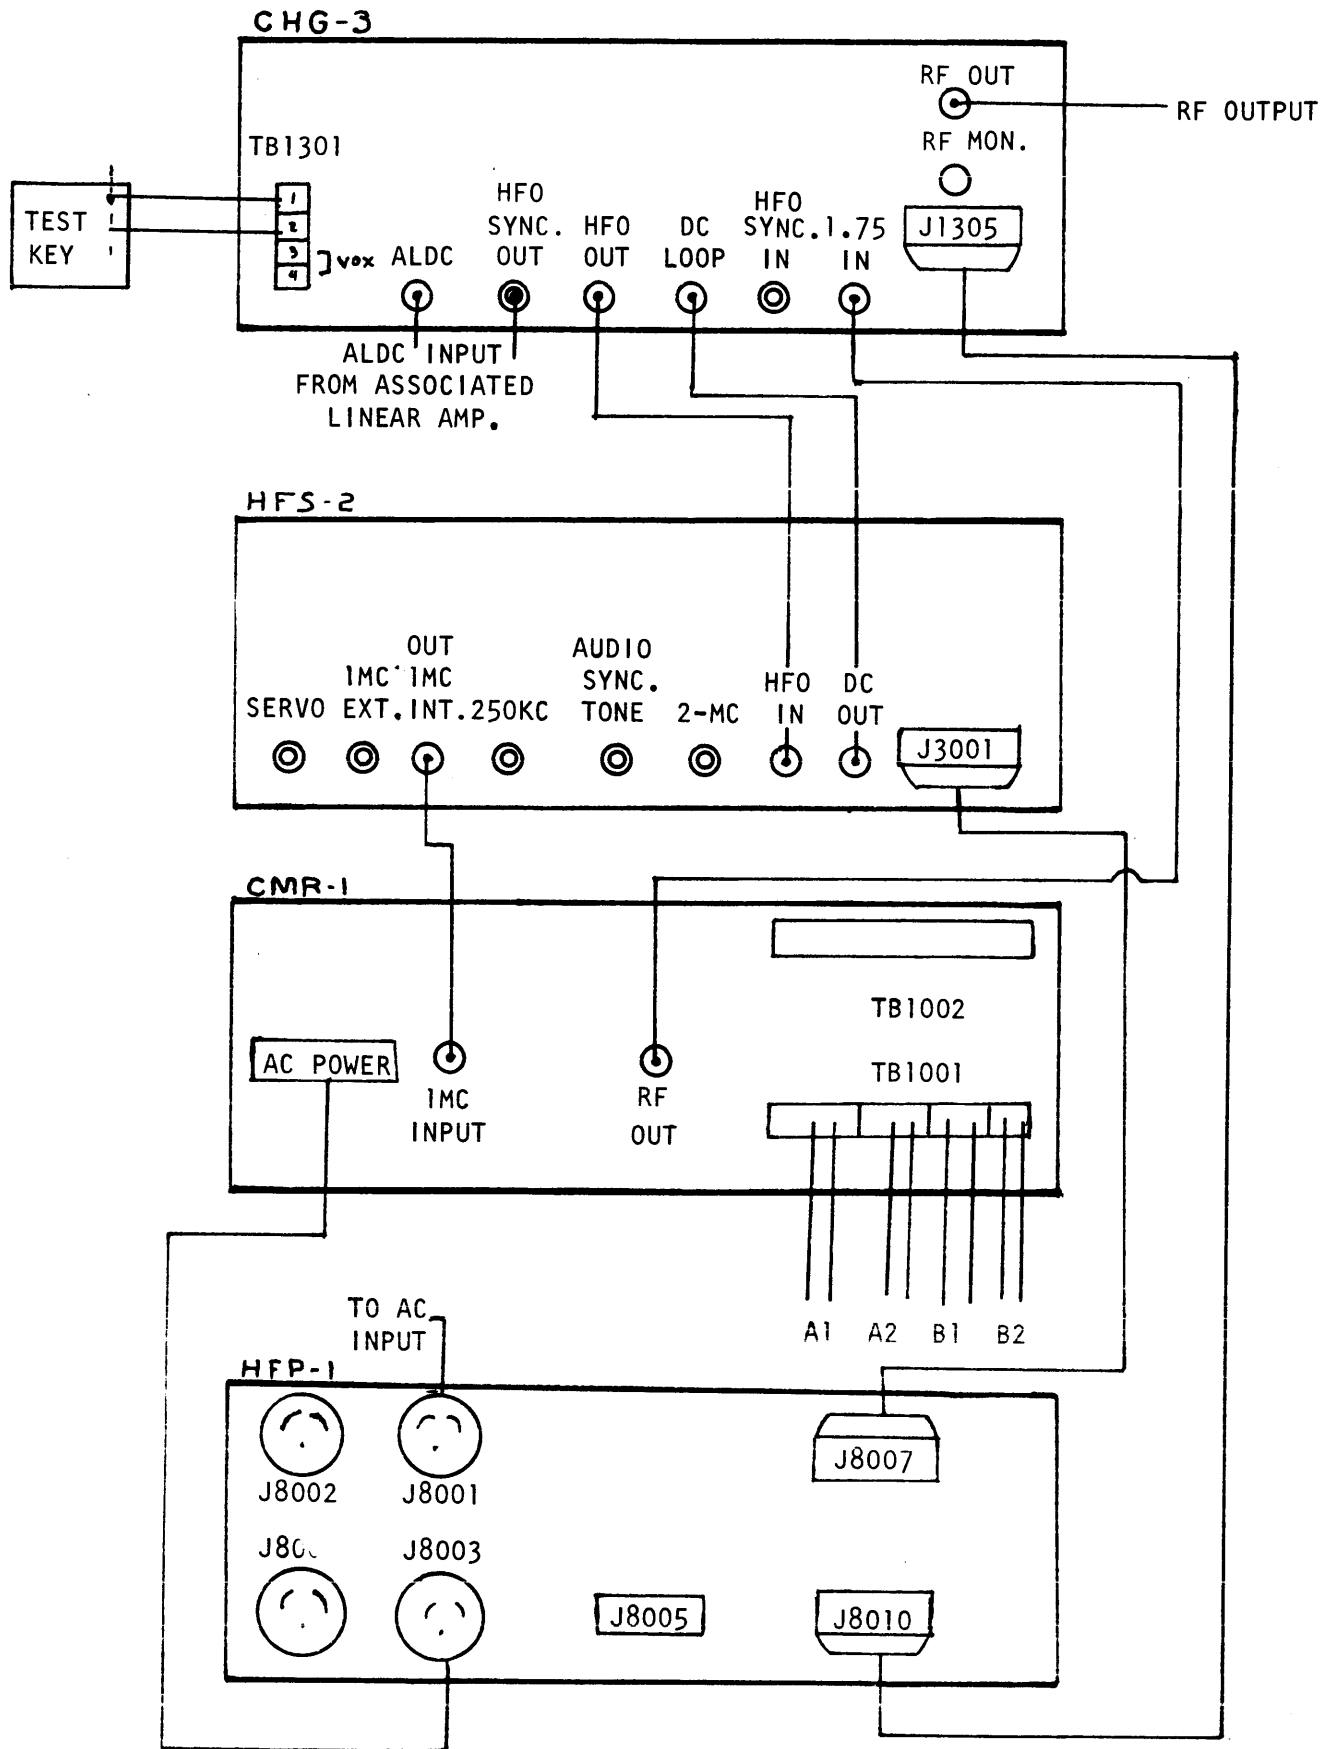 CHG-3
RF OUT
RF OUTPUT
RF MON.
TB1301
TEST
KEY
1
2
3
4
VOX
ALDC
HFO
SYNC.
OUT
HFO
OUT
DC
LOOP
HFO
SYNC.
IN
1.75
IN
J1305
ALDC INPUT
FROM ASSOCIATED
LINEAR AMP.
HFS-2
SERVO
1MC
EXT.
OUT
1MC
INT.
250KC
AUDIO
SYNC.
TONE
2-MC
HFO
IN
DC
OUT
J3001
CMR-1
TB1002
AC POWER
1MC
INPUT
RF
OUT
TB1001
A1 A2 B1 B2
TO AC
INPUT
HFP-1
J8002
J8001
J8007
J8003
J8005
J8010